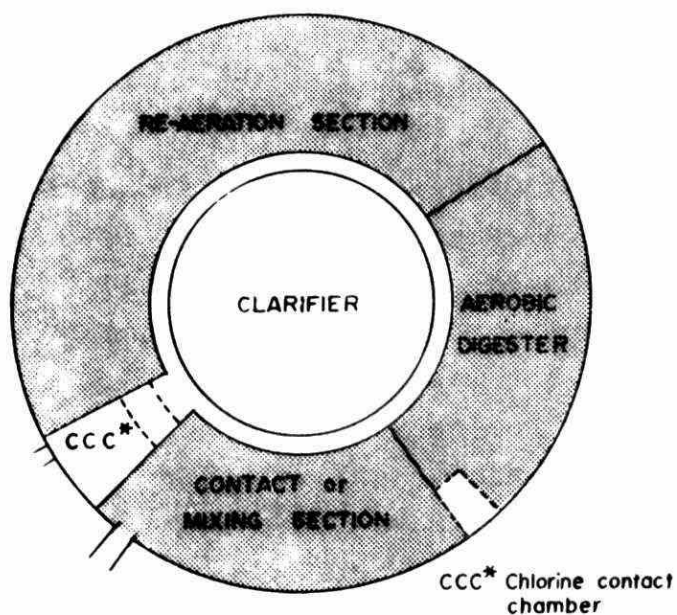 RE-AERATION SECTION
CLARIFIER
AEROBIC
DIGESTER
CCC*
CONTACT or
MIXING SECTION
CCC* Chlorine contact
chamber